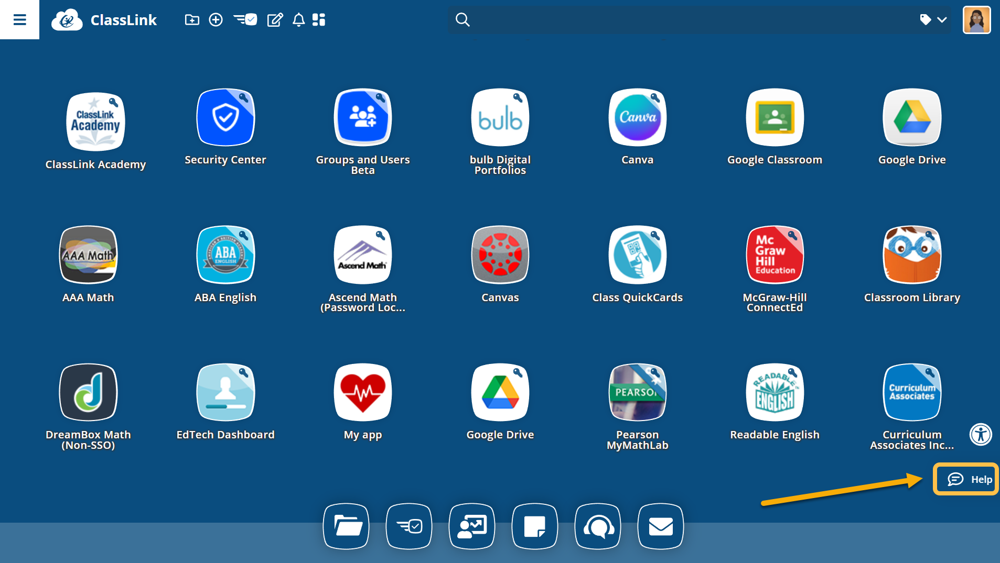 ClassLink
ClassLink
Academy
ClassLink Academy
Security Center
Groups and Users
Beta
bulb
bulb Digital
Portfolios
Canva
Canva
Google Classroom
Google Drive
AAA Math
AAA Math
ABA
ENGLISH
ABA English
Ascend Math
Ascend Math
(Password Loc...
Canvas
Class QuickCards
Mc
Graw
Hill
Education
McGraw-Hill
ConnectEd
Classroom Library
DreamBox Math
(Non-SSO)
EdTech Dashboard
My app
Google Drive
PEARSON
Pearson
MyMathLab
READABLE™
ENGLISH
Readable English
Curriculum
Associates
Curriculum
Associates Inc...
Help